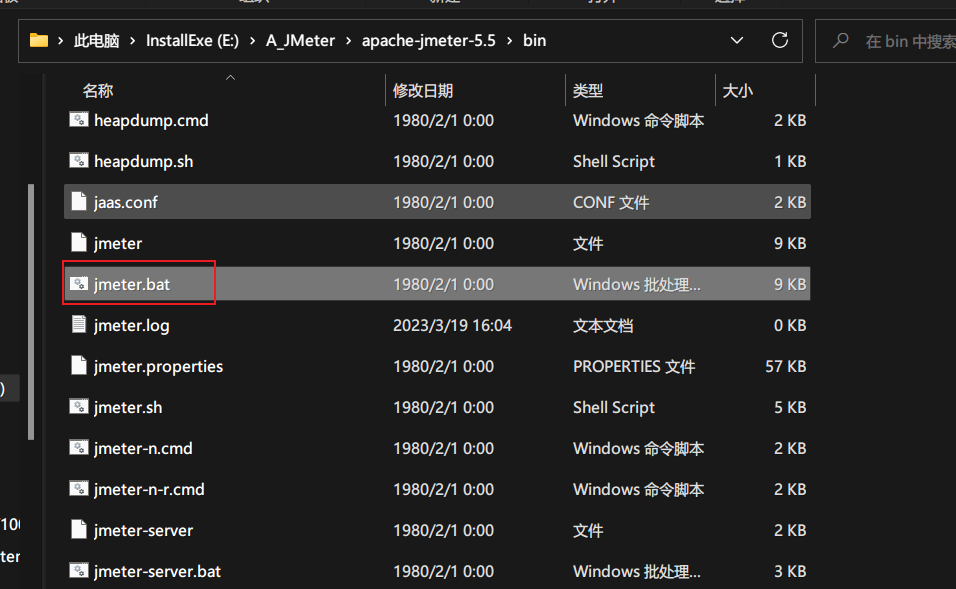 此电脑 > InstallExe (E:) > A_JMeter > apache-jmeter-5.5 > bin
在 bin 中搜索
名称 修改日期 类型 大小
heapdump.cmd 1980/2/1 0:00 Windows 命令脚本 2 KB
heapdump.sh 1980/2/1 0:00 Shell Script 1 KB
jaas.conf 1980/2/1 0:00 CONF 文件 2 KB
jmeter 1980/2/1 0:00 文件 9 KB
jmeter.bat 1980/2/1 0:00 Windows 批处理... 9 KB
jmeter.log 2023/3/19 16:04 文本文档 0 KB
jmeter.properties 1980/2/1 0:00 PROPERTIES 文件 57 KB
jmeter.sh 1980/2/1 0:00 Shell Script 5 KB
jmeter-n.cmd 1980/2/1 0:00 Windows 命令脚本 2 KB
jmeter-n-r.cmd 1980/2/1 0:00 Windows 命令脚本 2 KB
jmeter-server 1980/2/1 0:00 文件 2 KB
jmeter-server.bat 1980/2/1 0:00 Windows 批处理... 3 KB